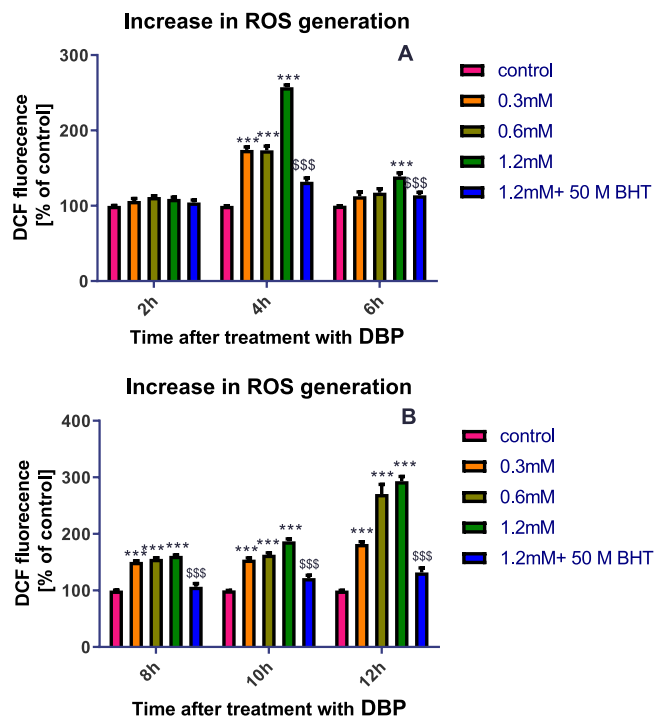 Increase in ROS generation
A
DCF fluorecence
[% of control]
300
200
100
0
*** *** ***
$$$
***
$$$
2h 4h 6h
Time after treatment with DBP
control
0.3mM
0.6mM
1.2mM
1.2mM+ 50 M BHT
Increase in ROS generation
B
DCF fluorescence
[% of control]
400
300
200
100
0
*** *** ***
$$$
*** *** ***
$$$
*** *** ***
$$$
8h 10h 12h
Time after treatment with DBP
control
0.3mM
0.6mM
1.2mM
1.2mM+ 50 M BHT